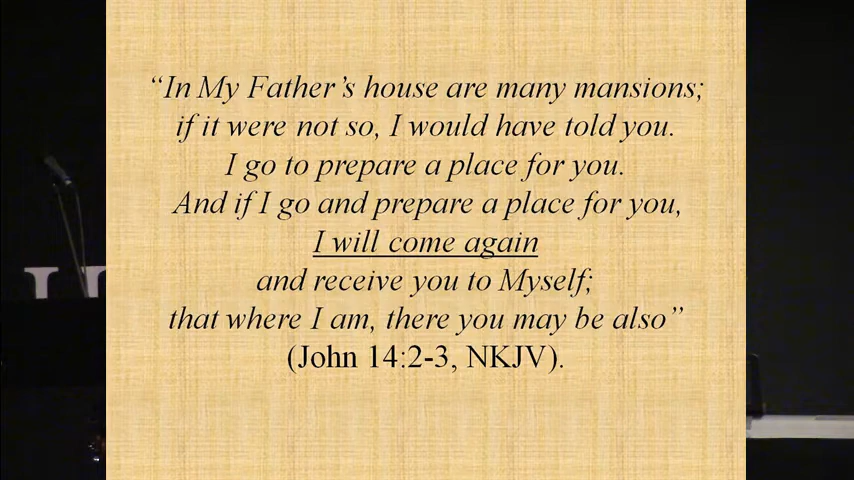 “In My Father’s house are many mansions;
if it were not so, I would have told you.
I go to prepare a place for you.
And if I go and prepare a place for you,
I will come again
and receive you to Myself;
that where I am, there you may be also”
(John 14:2-3, NKJV).